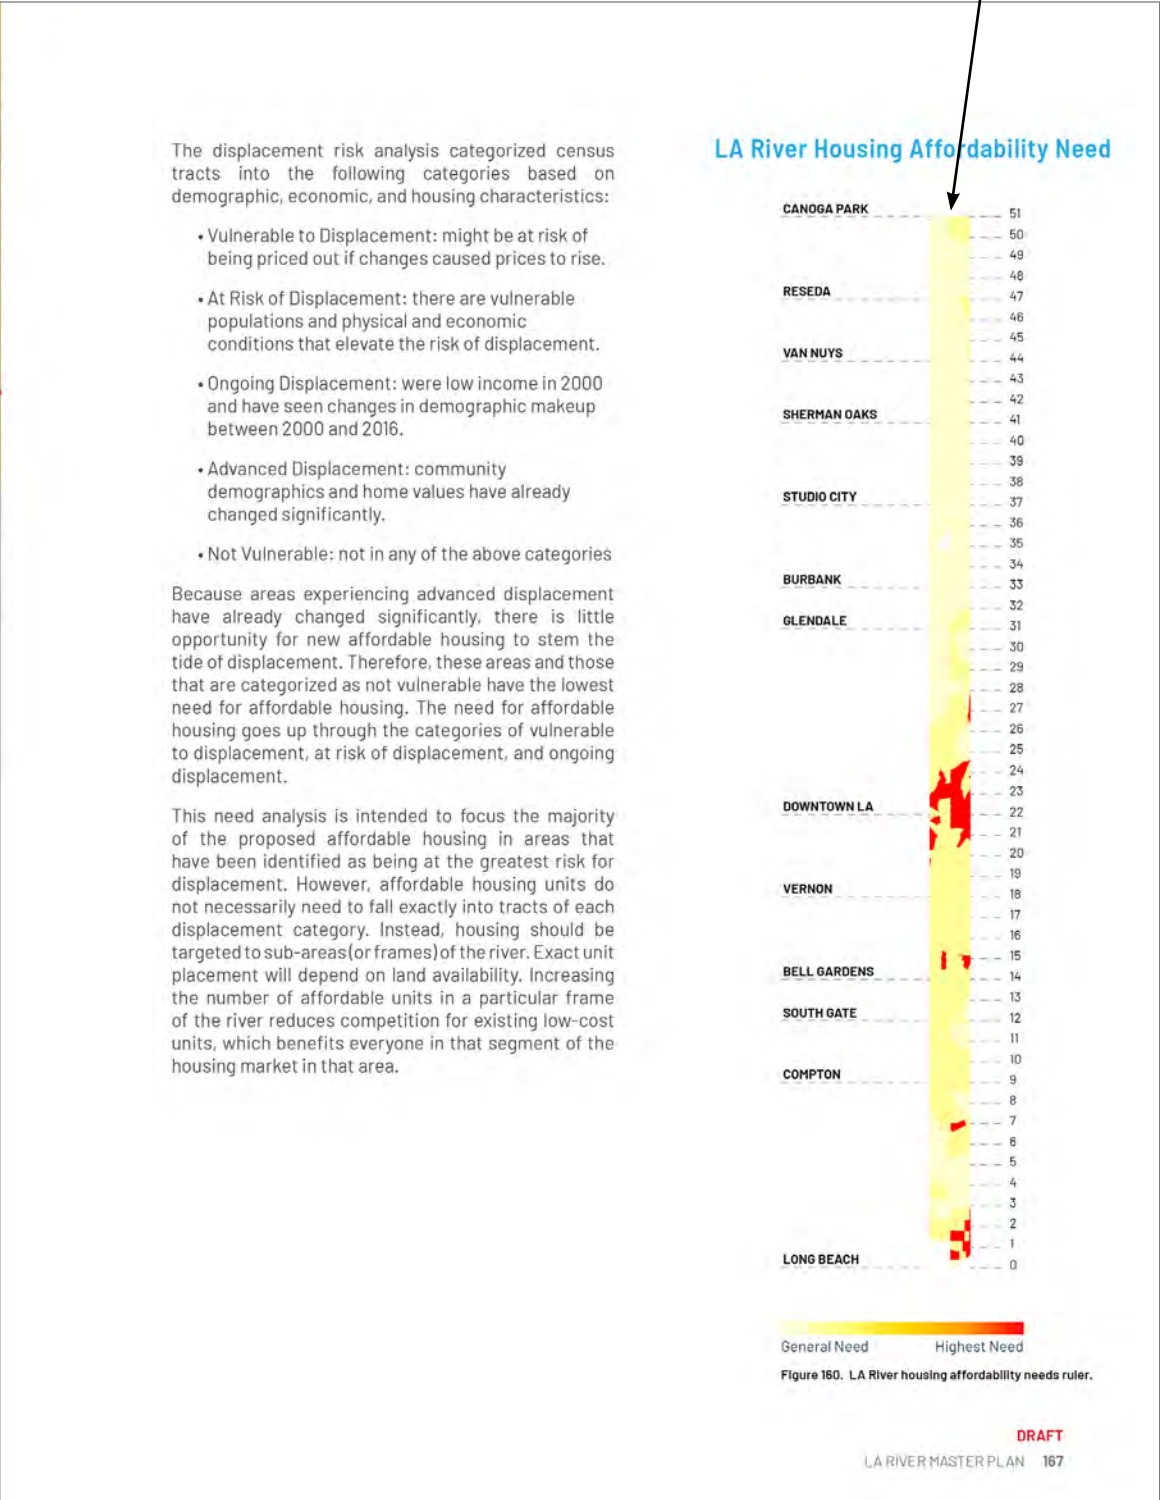 The displacement risk analysis categorized census
tracts into the following categories based on
demographic, economic, and housing characteristics:
• Vulnerable to Displacement: might be at risk of
being priced out if changes caused prices to rise.
• At Risk of Displacement: there are vulnerable
populations and physical and economic
conditions that elevate the risk of displacement.
• Ongoing Displacement: were low income in 2000
and have seen changes in demographic makeup
between 2000 and 2016.
• Advanced Displacement: community
demographics and home values have already
changed significantly.
• Not Vulnerable: not in any of the above categories
Because areas experiencing advanced displacement
have already changed significantly, there is little
opportunity for new affordable housing to stem the
tide of displacement. Therefore, these areas and those
that are categorized as not vulnerable have the lowest
need for affordable housing. The need for affordable
housing goes up through the categories of vulnerable
to displacement, at risk of displacement, and ongoing
displacement.
This need analysis is intended to focus the majority
of the proposed affordable housing in areas that
have been identified as being at the greatest risk for
displacement. However, affordable housing units do
not necessarily need to fall exactly into tracts of each
displacement category. Instead, housing should be
targeted to sub-areas (or frames) of the river. Exact unit
placement will depend on land availability. Increasing
the number of affordable units in a particular frame
of the river reduces competition for existing low-cost
units, which benefits everyone in that segment of the
housing market in that area.
LA River Housing Affordability Need
CANOGA PARK 51
50
49
48
RESEDA 47
46
45
VAN NUYS 44
43
42
SHERMAN OAKS 41
40
39
38
STUDIO CITY 37
36
35
34
BURBANK 33
32
GLENDALE 31
30
29
28
27
26
25
24
23
DOWNTOWN LA 22
21
20
19
VERNON 18
17
16
15
BELL GARDENS 14
13
SOUTH GATE 12
11
10
COMPTON 9
8
7
6
5
4
3
2
1
LONG BEACH 0
General Need Highest Need
Figure 160. LA River housing affordability needs ruler.
DRAFT
LA RIVER MASTER PLAN 167